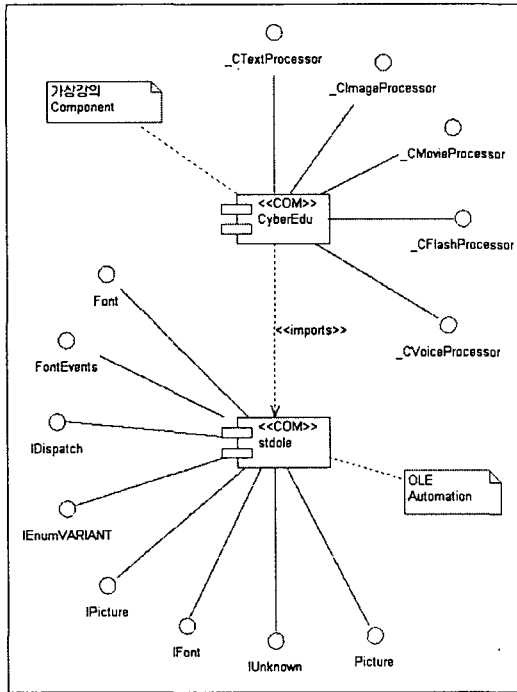 _CTextProcessor
_CImageProcessor
가상강의
Component
_CMovieProcessor
<<COM>>
CyberEdu
_CFlashProcessor
Font
<<imports>>
_CVoiceProcessor
FontEvents
<<COM>>
stdole
IDispatch
OLE
Automation
IEnumVARIANT
IPicture
IFont
IUnknown
Picture